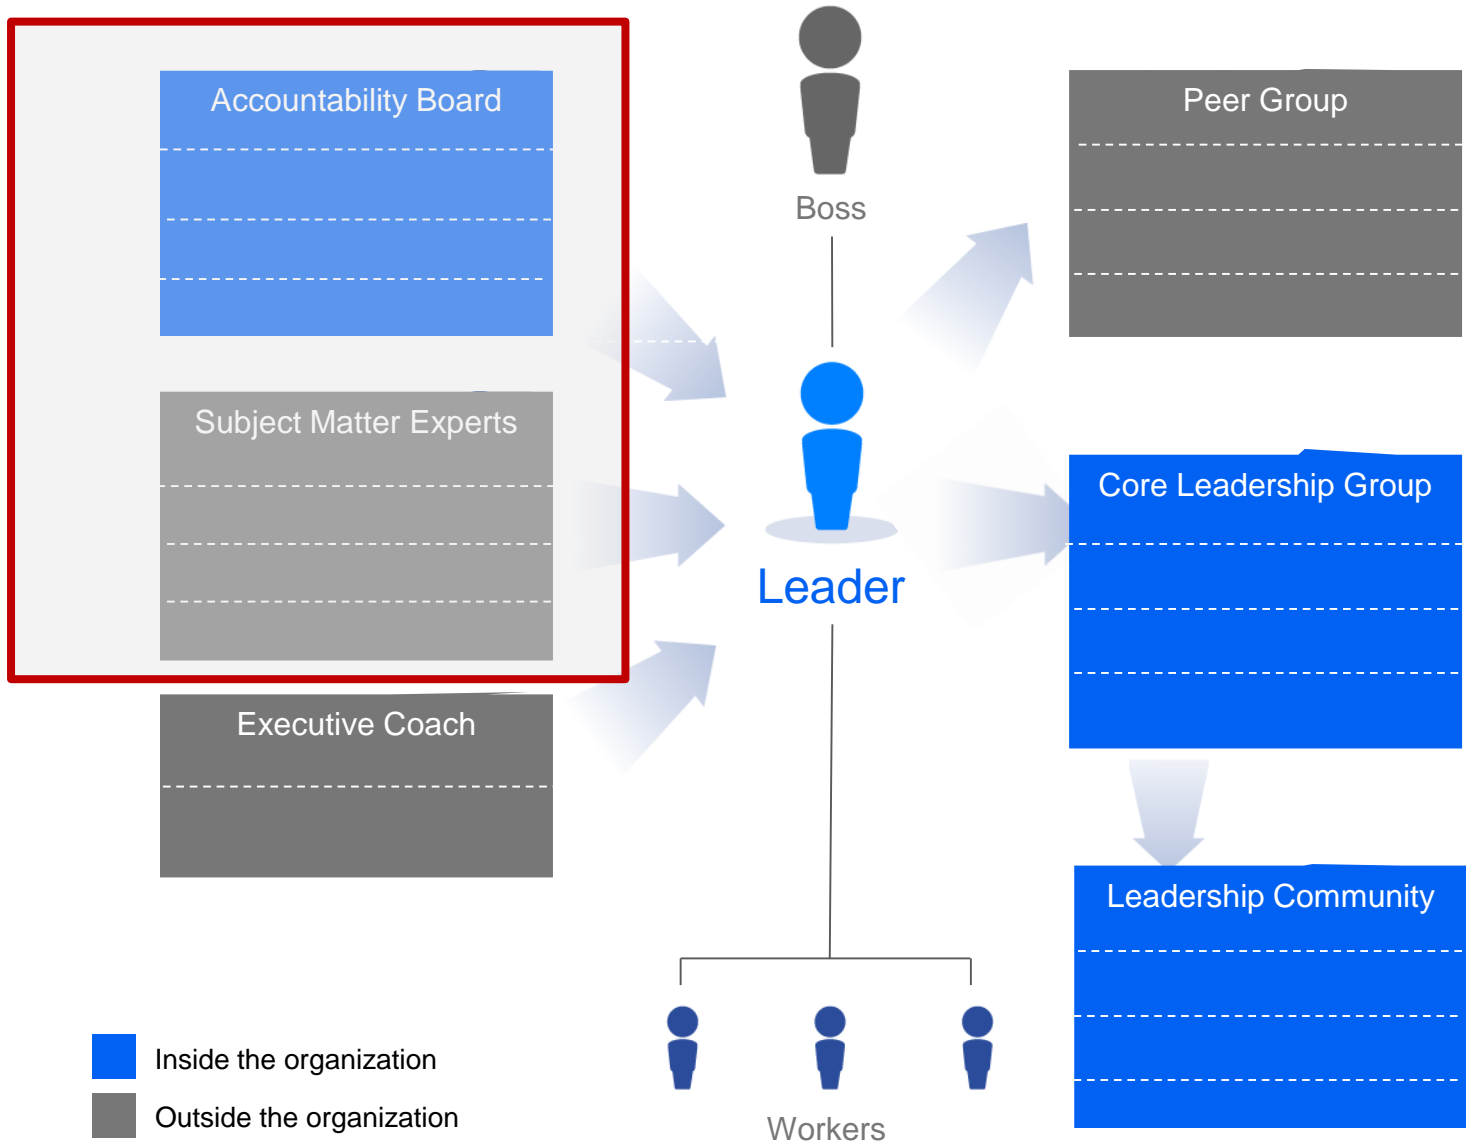 Accountability Board
Subject Matter Experts
Executive Coach
Boss
Leader
Workers
Peer Group
Core Leadership Group
Leadership Community
Inside the organization
Outside the organization